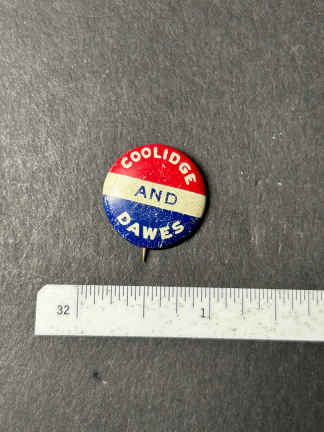 COOLIDGE
AND
DAWES
32 1